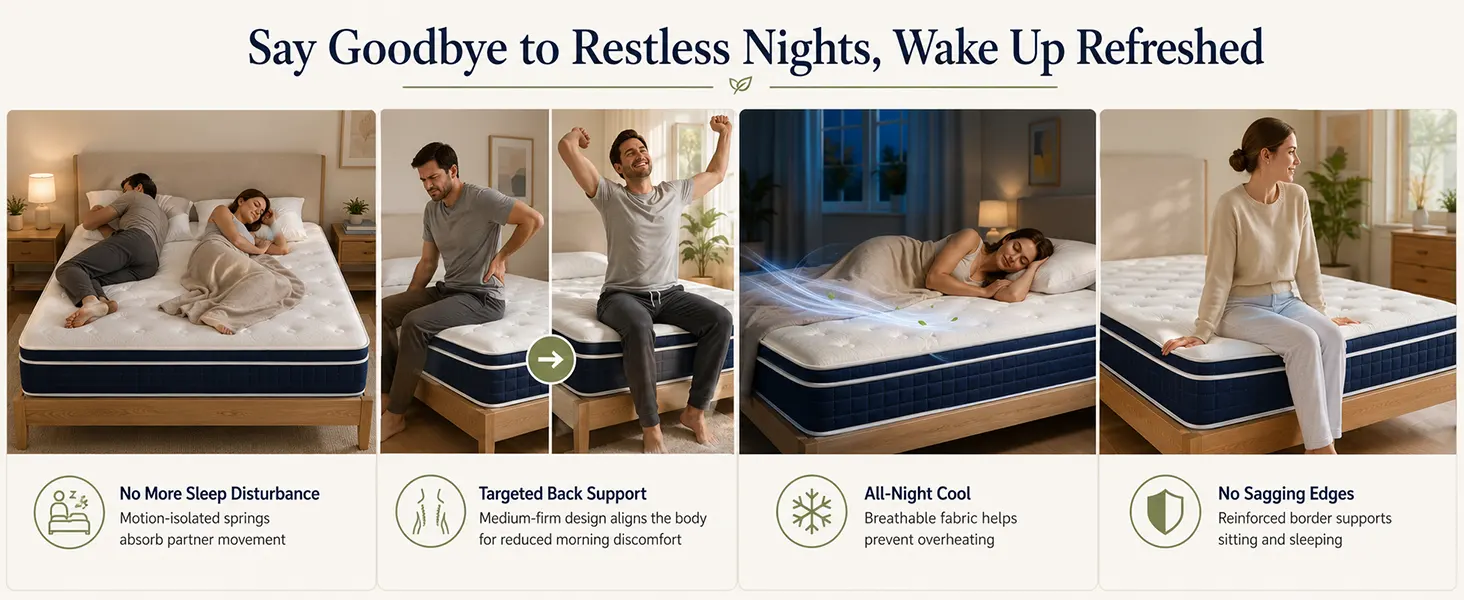 Say Goodbye to Restless Nights, Wake Up Refreshed
No More Sleep Disturbance
Motion-isolated springs
absorb partner movement
Targeted Back Support
Medium-firm design aligns the body
for reduced morning discomfort
All-Night Cool
Breathable fabric helps
prevent overheating
No Sagging Edges
Reinforced border supports
sitting and sleeping